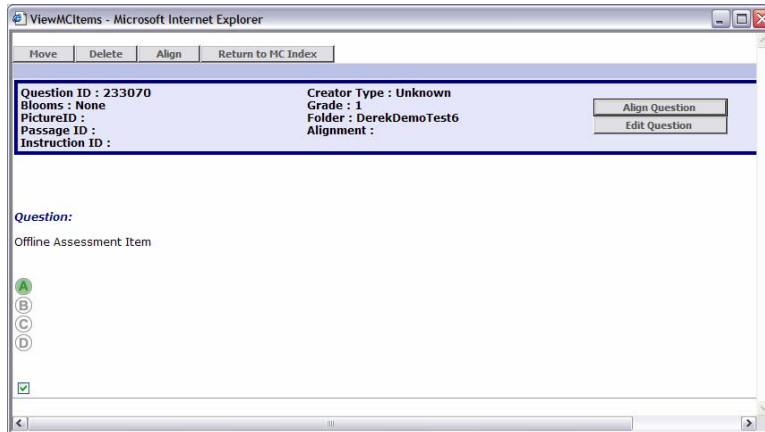 ViewMCItems - Microsoft Internet Explorer
Move Delete Align Return to MC Index
Question ID : 233070 Creator Type : Unknown
Blooms : None Grade : 1 Align Question
PictureID : Folder : DerekDemoTest6
Passage ID : Alignment : Edit Question
Instruction ID :
Question:
Offline Assessment Item
A
B
C
D